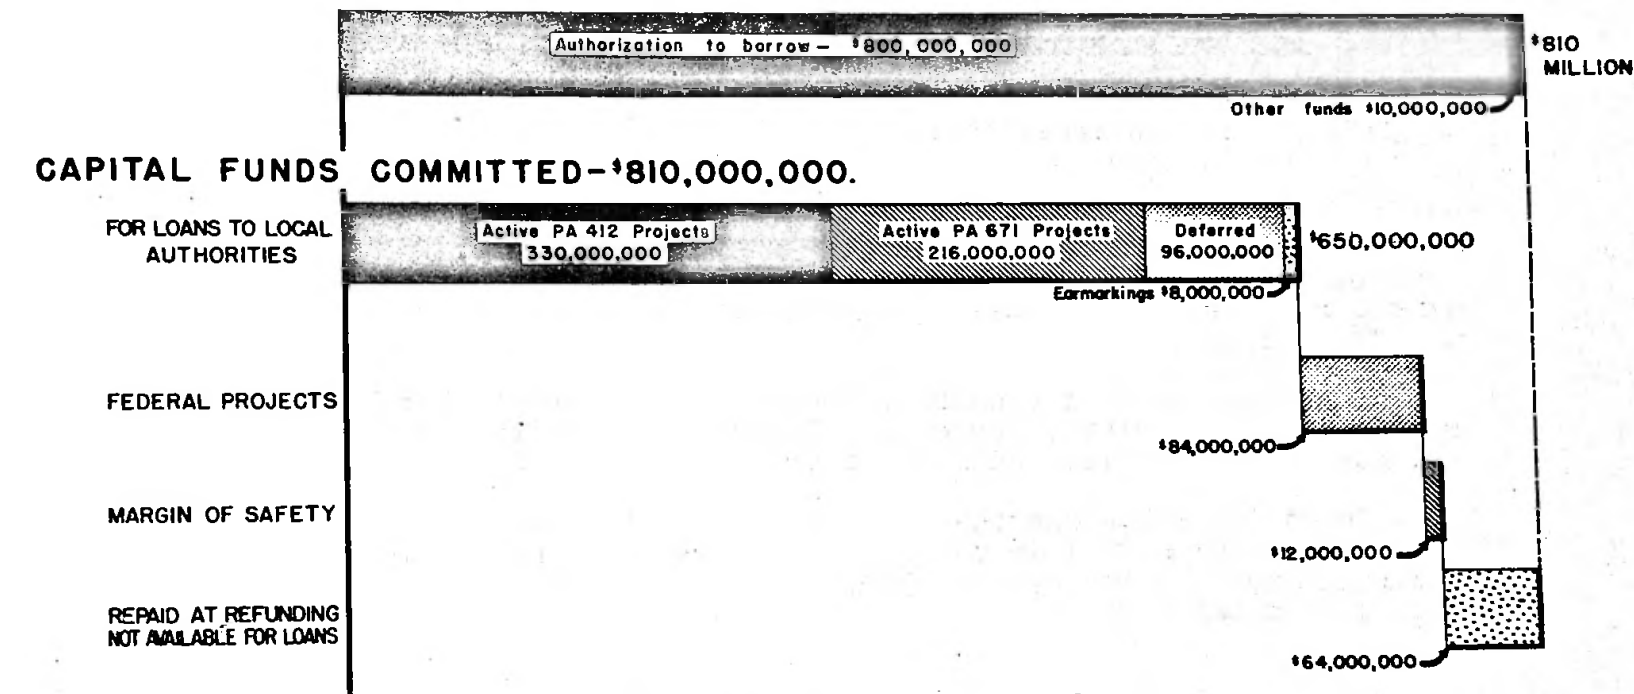 Authorization to borrow— $800,000,000
$810
MILLION
Other funds $10,000,000
CAPITAL FUNDS COMMITTED-$810,000,000.
FOR LOANS TO LOCAL
AUTHORITIES
Active PA 412 Projects
330,000,000
Active PA 671 Projects
216.000,000
Deferred
96.000,000
$650,000,000
Earmarkings $8,000,000
FEDERAL PROJECTS
$84,000,000
MARGIN OF SAFETY
$12,000,000
REPAID AT REFUNDING
NOT AVAILABLE FOR LOANS
$64,000,000